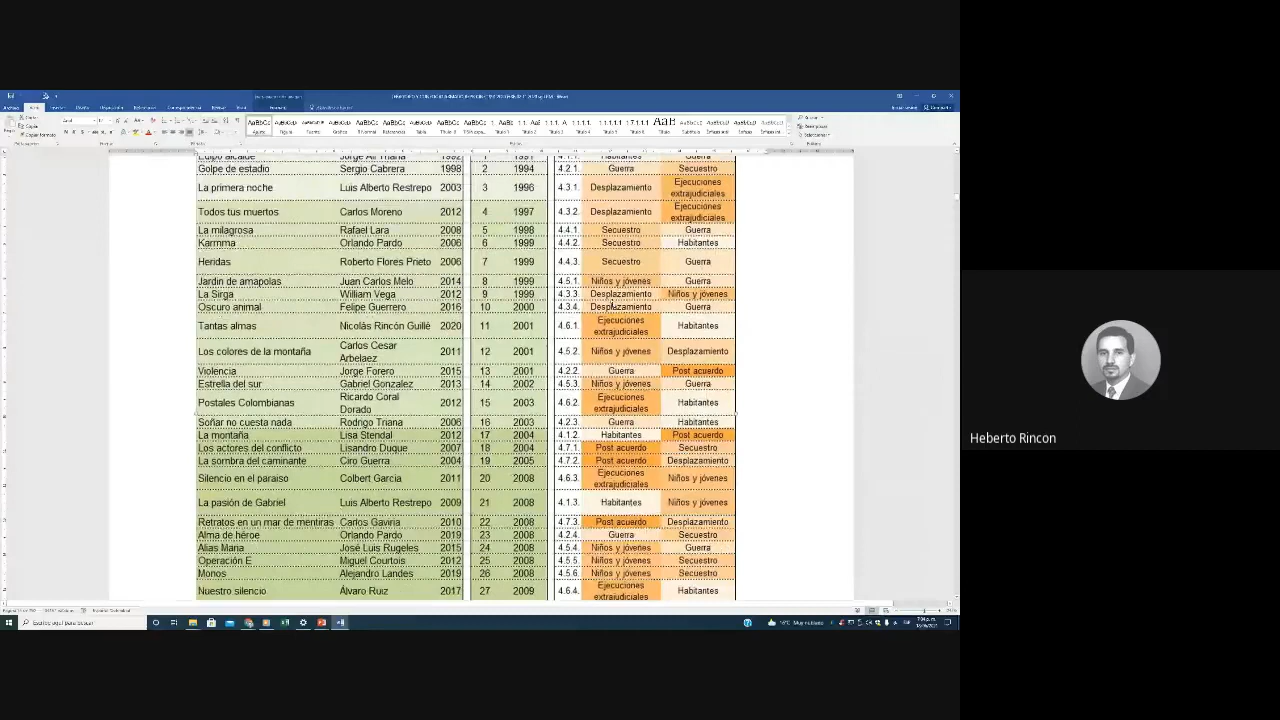 Golpe de estadio Sergio Cabrera 1998 2 1994 4.2.1. Guerra Secuestro
La primera noche Luis Alberto Restrepo 2003 3 1996 4.3.1. Desplazamiento Ejecuciones extrajudiciales
Todos tus muertos Carlos Moreno 2012 4 1997 4.3.2. Desplazamiento Ejecuciones extrajudiciales
La milagrosa Rafael Lara 2008 5 1998 4.4.1. Secuestro Guerra
Karmma Orlando Pardo 2006 6 1999 4.4.2. Secuestro Habitantes
Heridas Roberto Flores Prieto 2006 7 1999 4.4.3. Secuestro Guerra
Jardin de amapolas Juan Carlos Melo 2014 8 1999 4.5.1. Niños y jóvenes Guerra
La Sirga William Vega 2012 9 1999 4.3.3. Desplazamiento Niños y jóvenes
Oscuro animal Felipe Guerrero 10 2000 4.3.4. Desplazamiento Guerra
Tantas almas Nicolás Rincón Guillé 2020 11 2001 4.6.1. Ejecuciones extrajudiciales Habitantes
Los colores de la montaña Carlos Cesar Arbelaez 2011 12 2001 4.5.2. Niños y jóvenes Desplazamiento
Violencia Jorge Forero 2015 13 2001 4.2.2. Guerra Post acuerdo
Estrella del sur Gabriel Gonzalez 2013 14 2002 4.5.3. Niños y jóvenes Guerra
Postales Colombianas Ricardo Coral Dorado 2012 15 2003 4.6.2. Ejecuciones extrajudiciales Habitantes
Soñar no cuesta nada Rodrigo Triana 2006 16 2003 4.2.3. Guerra Habitantes
La montaña Lisa Stendal 2012 17 2004 4.1.2. Habitantes Post acuerdo
Los actores del conflicto Lisandro Duque 2007 18 2004 4.7.1. Post acuerdo Secuestro
La sombra del caminante Ciro Guerra 2004 19 2005 4.7.2. Post acuerdo Desplazamiento
Silencio en el paraiso Colbert Garcia 2011 20 2008 4.6.3. Ejecuciones extrajudiciales Niños y jóvenes
La pasión de Gabriel Luis Alberto Restrepo 2009 21 2008 4.1.3. Habitantes Niños y jóvenes
Retratos en un mar de mentiras Carlos Gaviria 2010 22 2008 4.7.3. Post acuerdo Desplazamiento
Alma de héroe Orlando Pardo 2019 23 2008 4.2.4. Guerra Secuestro
Alias Maria José Luis Rugeles 2015 24 2008 4.5.4. Niños y jóvenes Guerra
Operación E Miguel Courtois 2012 25 2008 4.5.5. Niños y jóvenes Secuestro
Monos Alejandro Landes 2019 26 2008 4.5.6. Niños y jóvenes Secuestro
Nuestro silencio Álvaro Ruiz 2017 27 2009 4.6.4. Ejecuciones extrajudiciales Habitantes
Escribe aquí para buscar
16°C Muy nublado
Heberto Rincon